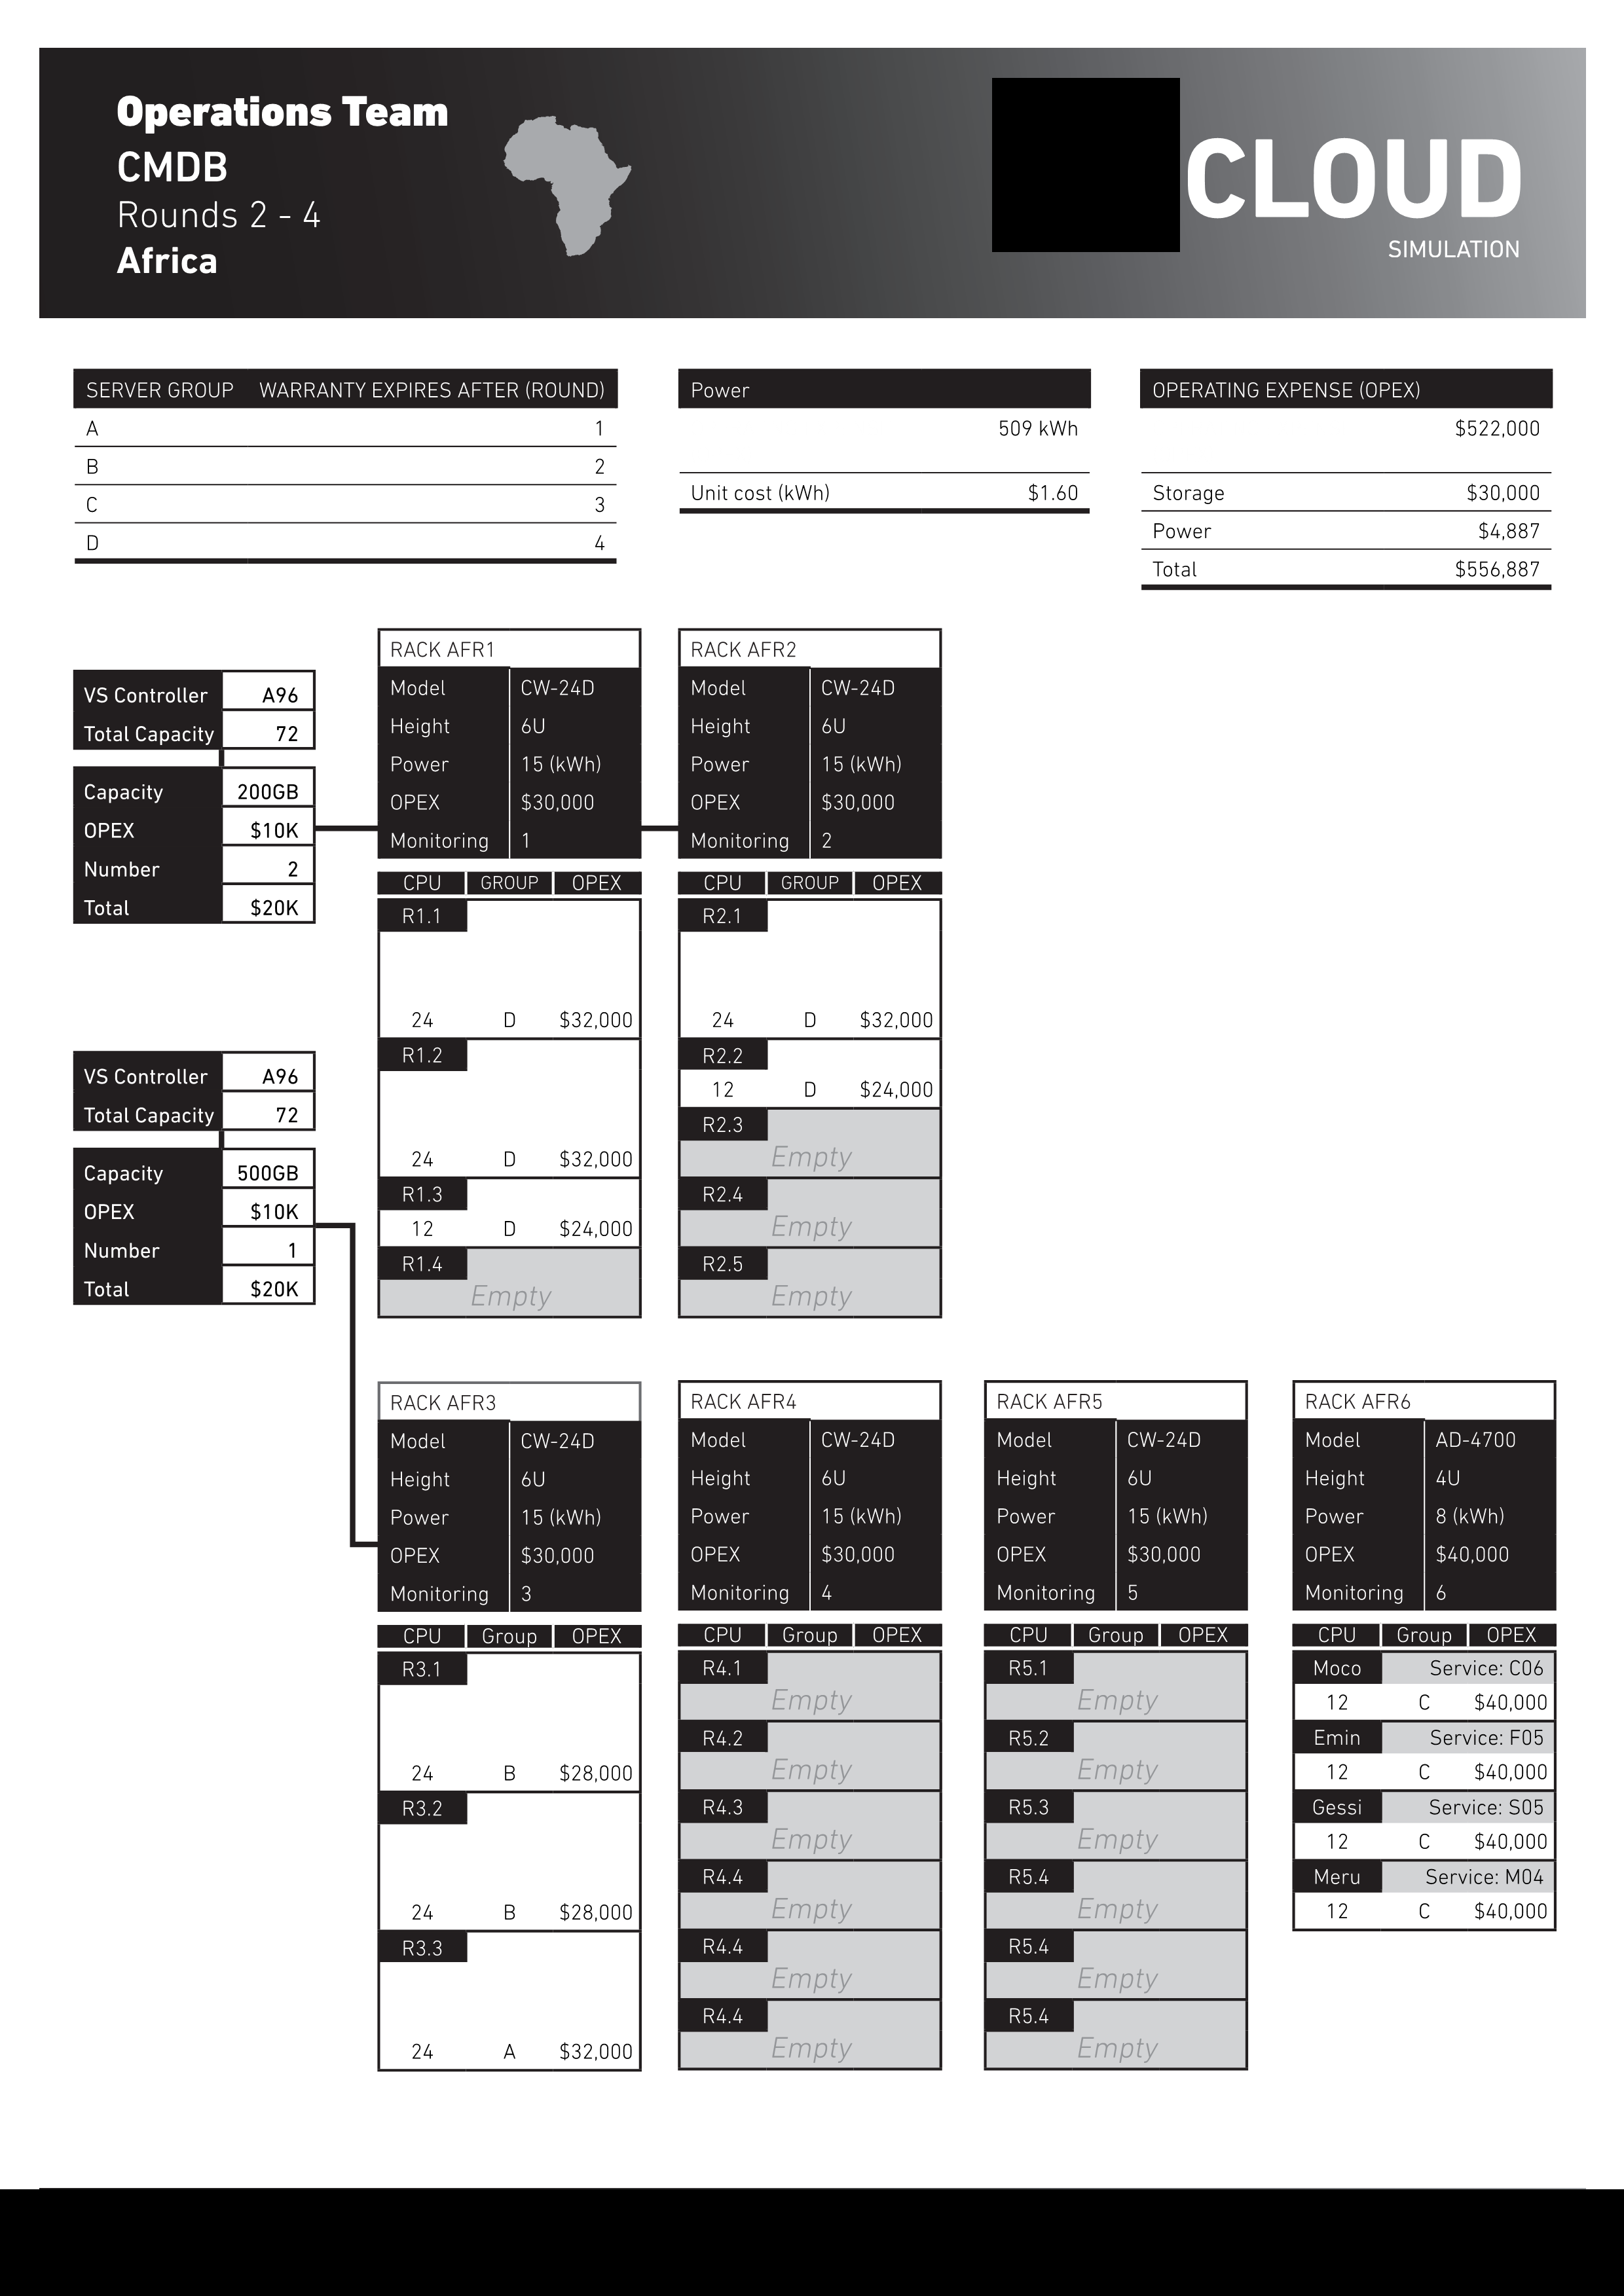 Operations Team
CMDB
Rounds 2 - 4
Africa
CLOUD
SIMULATION
SERVER GROUP WARRANTY EXPIRES AFTER (ROUND)
A 1
B 2
C 3
D 4
Power
509 kWh
Unit cost (kWh) $1.60
OPERATING EXPENSE (OPEX)
$522,000
Storage $30,000
Power $4,887
Total $556,887
VS Controller A96
Total Capacity 72
Capacity 200GB
OPEX $10K
Number 2
Total $20K
RACK AFR1
Model CW-24D
Height 6U
Power 15 (kWh)
OPEX $30,000
Monitoring 1
CPU GROUP OPEX
R1.1
24 D $32,000
R1.2
24 D $32,000
R1.3
12 D $24,000
R1.4
Empty
RACK AFR2
Model CW-24D
Height 6U
Power 15 (kWh)
OPEX $30,000
Monitoring 2
CPU GROUP OPEX
R2.1
24 D $32,000
R2.2
12 D $24,000
R2.3
Empty
R2.4
Empty
R2.5
Empty
VS Controller A96
Total Capacity 72
Capacity 500GB
OPEX $10K
Number 1
Total $20K
RACK AFR3
Model CW-24D
Height 6U
Power 15 (kWh)
OPEX $30,000
Monitoring 3
CPU Group OPEX
R3.1
24 B $28,000
R3.2
24 B $28,000
R3.3
24 A $32,000
RACK AFR4
Model CW-24D
Height 6U
Power 15 (kWh)
OPEX $30,000
Monitoring 4
CPU Group OPEX
R4.1
Empty
R4.2
Empty
R4.3
Empty
R4.4
Empty
R4.4
Empty
R4.4
Empty
RACK AFR5
Model CW-24D
Height 6U
Power 15 (kWh)
OPEX $30,000
Monitoring 5
CPU Group OPEX
R5.1
Empty
R5.2
Empty
R5.3
Empty
R5.4
Empty
R5.4
Empty
R5.4
Empty
RACK AFR6
Model AD-4700
Height 4U
Power 8 (kWh)
OPEX $40,000
Monitoring 6
CPU Group OPEX
Moco Service: C06
12 C $40,000
Emin Service: F05
12 C $40,000
Gessi Service: S05
12 C $40,000
Meru Service: M04
12 C $40,000